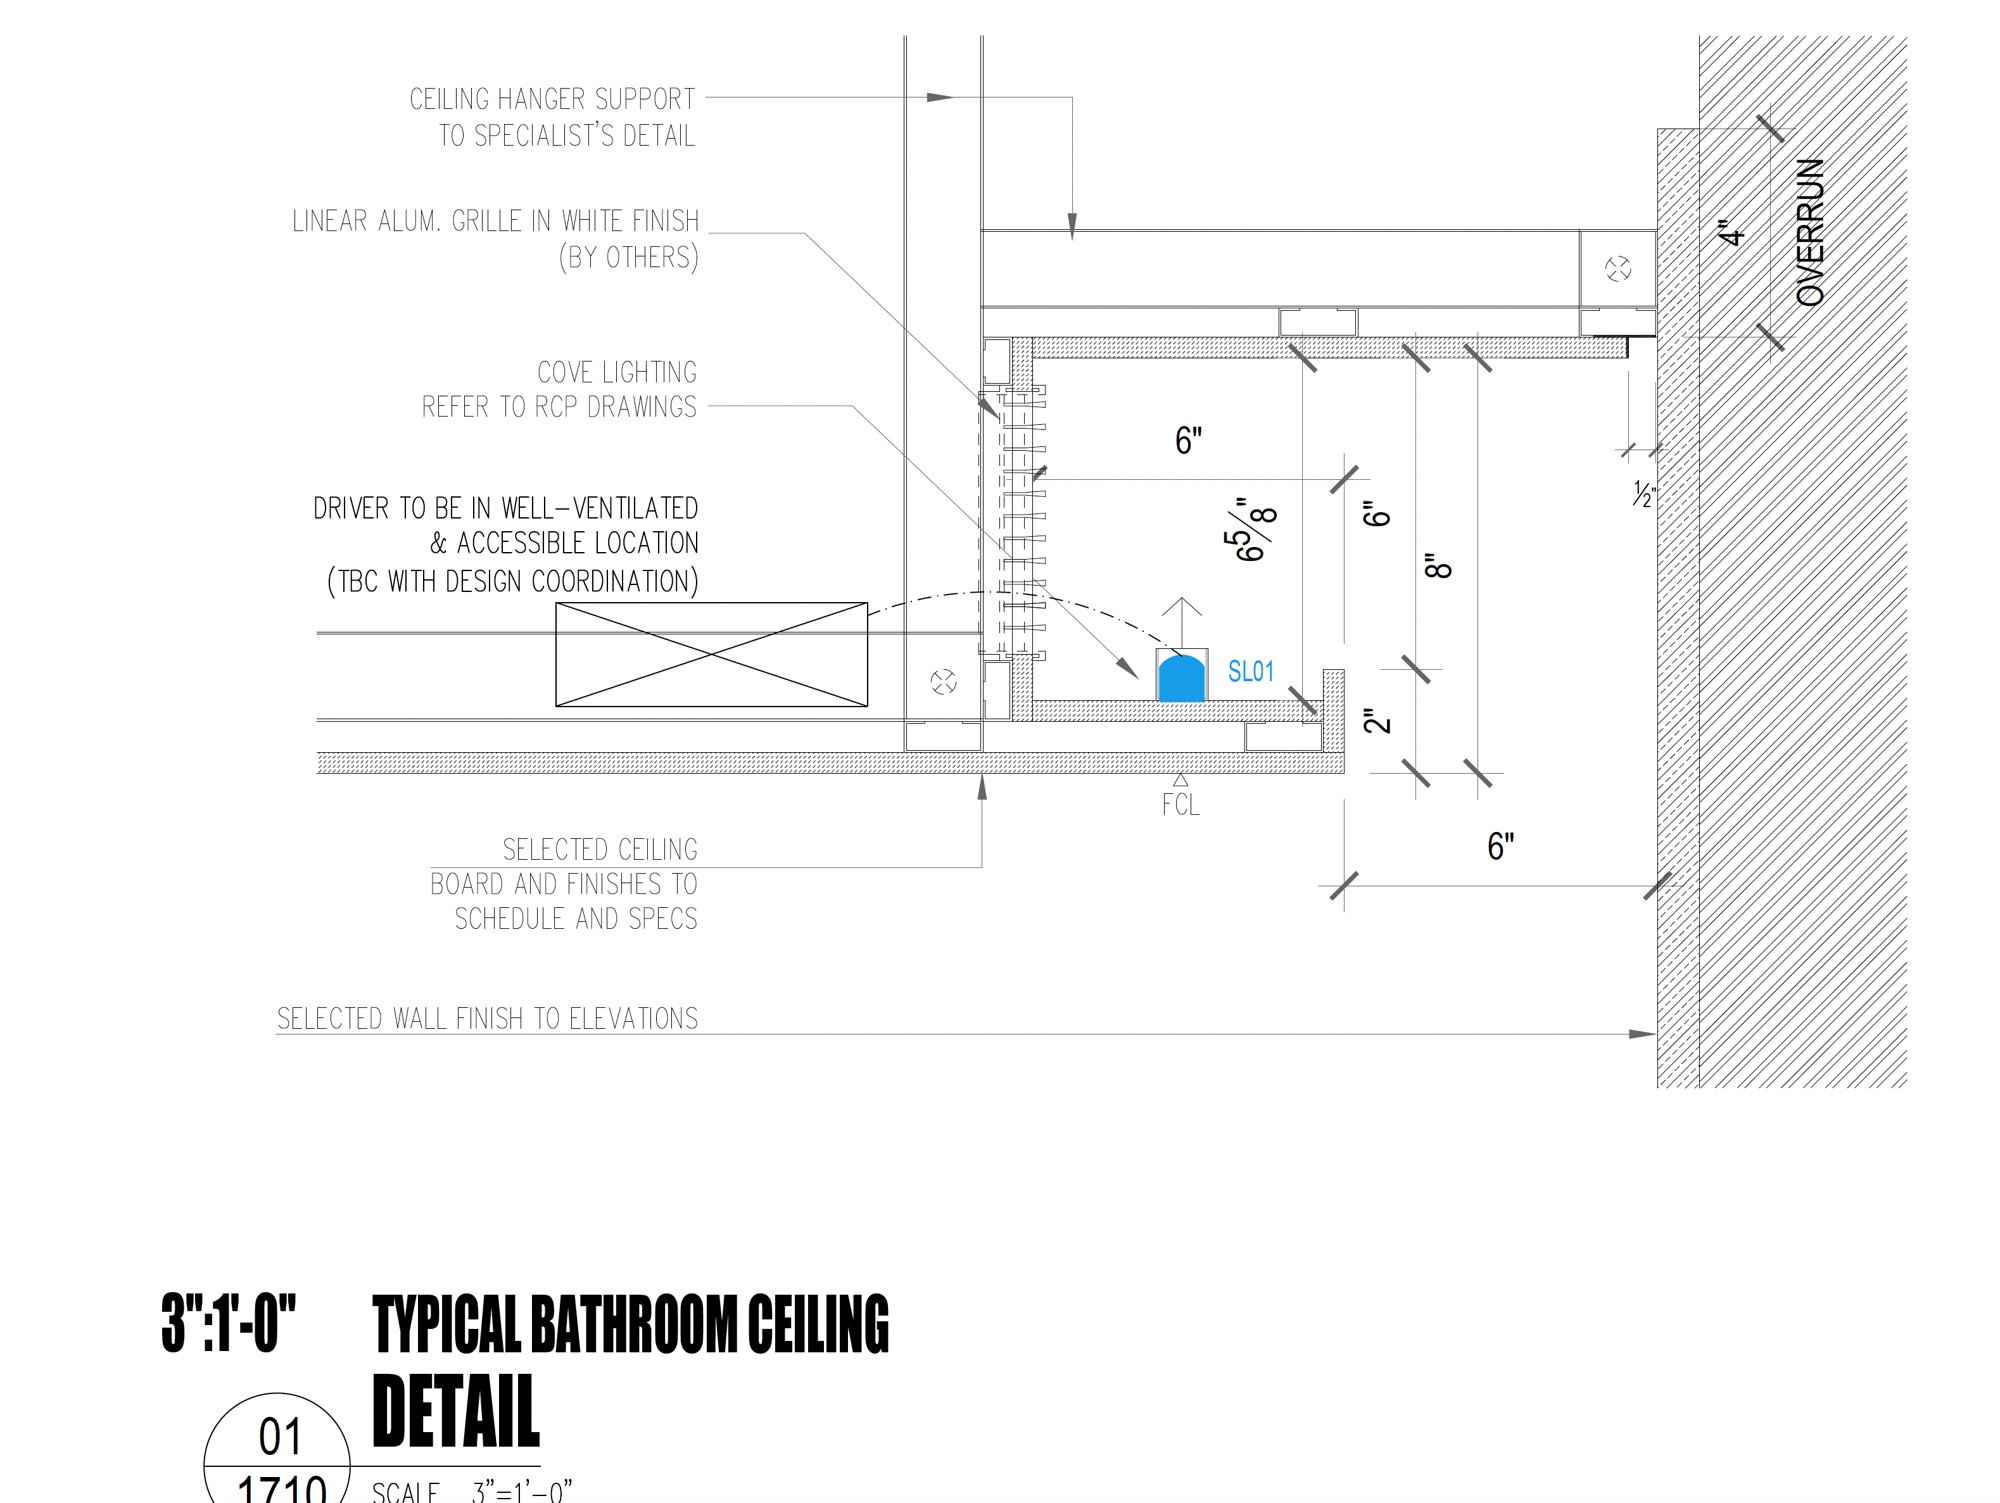 CEILING HANGER SUPPORT
TO SPECIALIST'S DETAIL
LINEAR ALUM. GRILLE IN WHITE FINISH
(BY OTHERS)
COVE LIGHTING
REFER TO RCP DRAWINGS
DRIVER TO BE IN WELL-VENTILATED
& ACCESSIBLE LOCATION
(TBC WITH DESIGN COORDINATION)
4"
OVERRUN
6"
6 5/8"
6"
8"
1/2"
SL01
2"
FCL
6"
SELECTED CEILING
BOARD AND FINISHES TO
SCHEDULE AND SPECS
SELECTED WALL FINISH TO ELEVATIONS
3":1'-0"
TYPICAL BATHROOM CEILING
DETAIL
01
1710
SCALE 3"=1'-0"